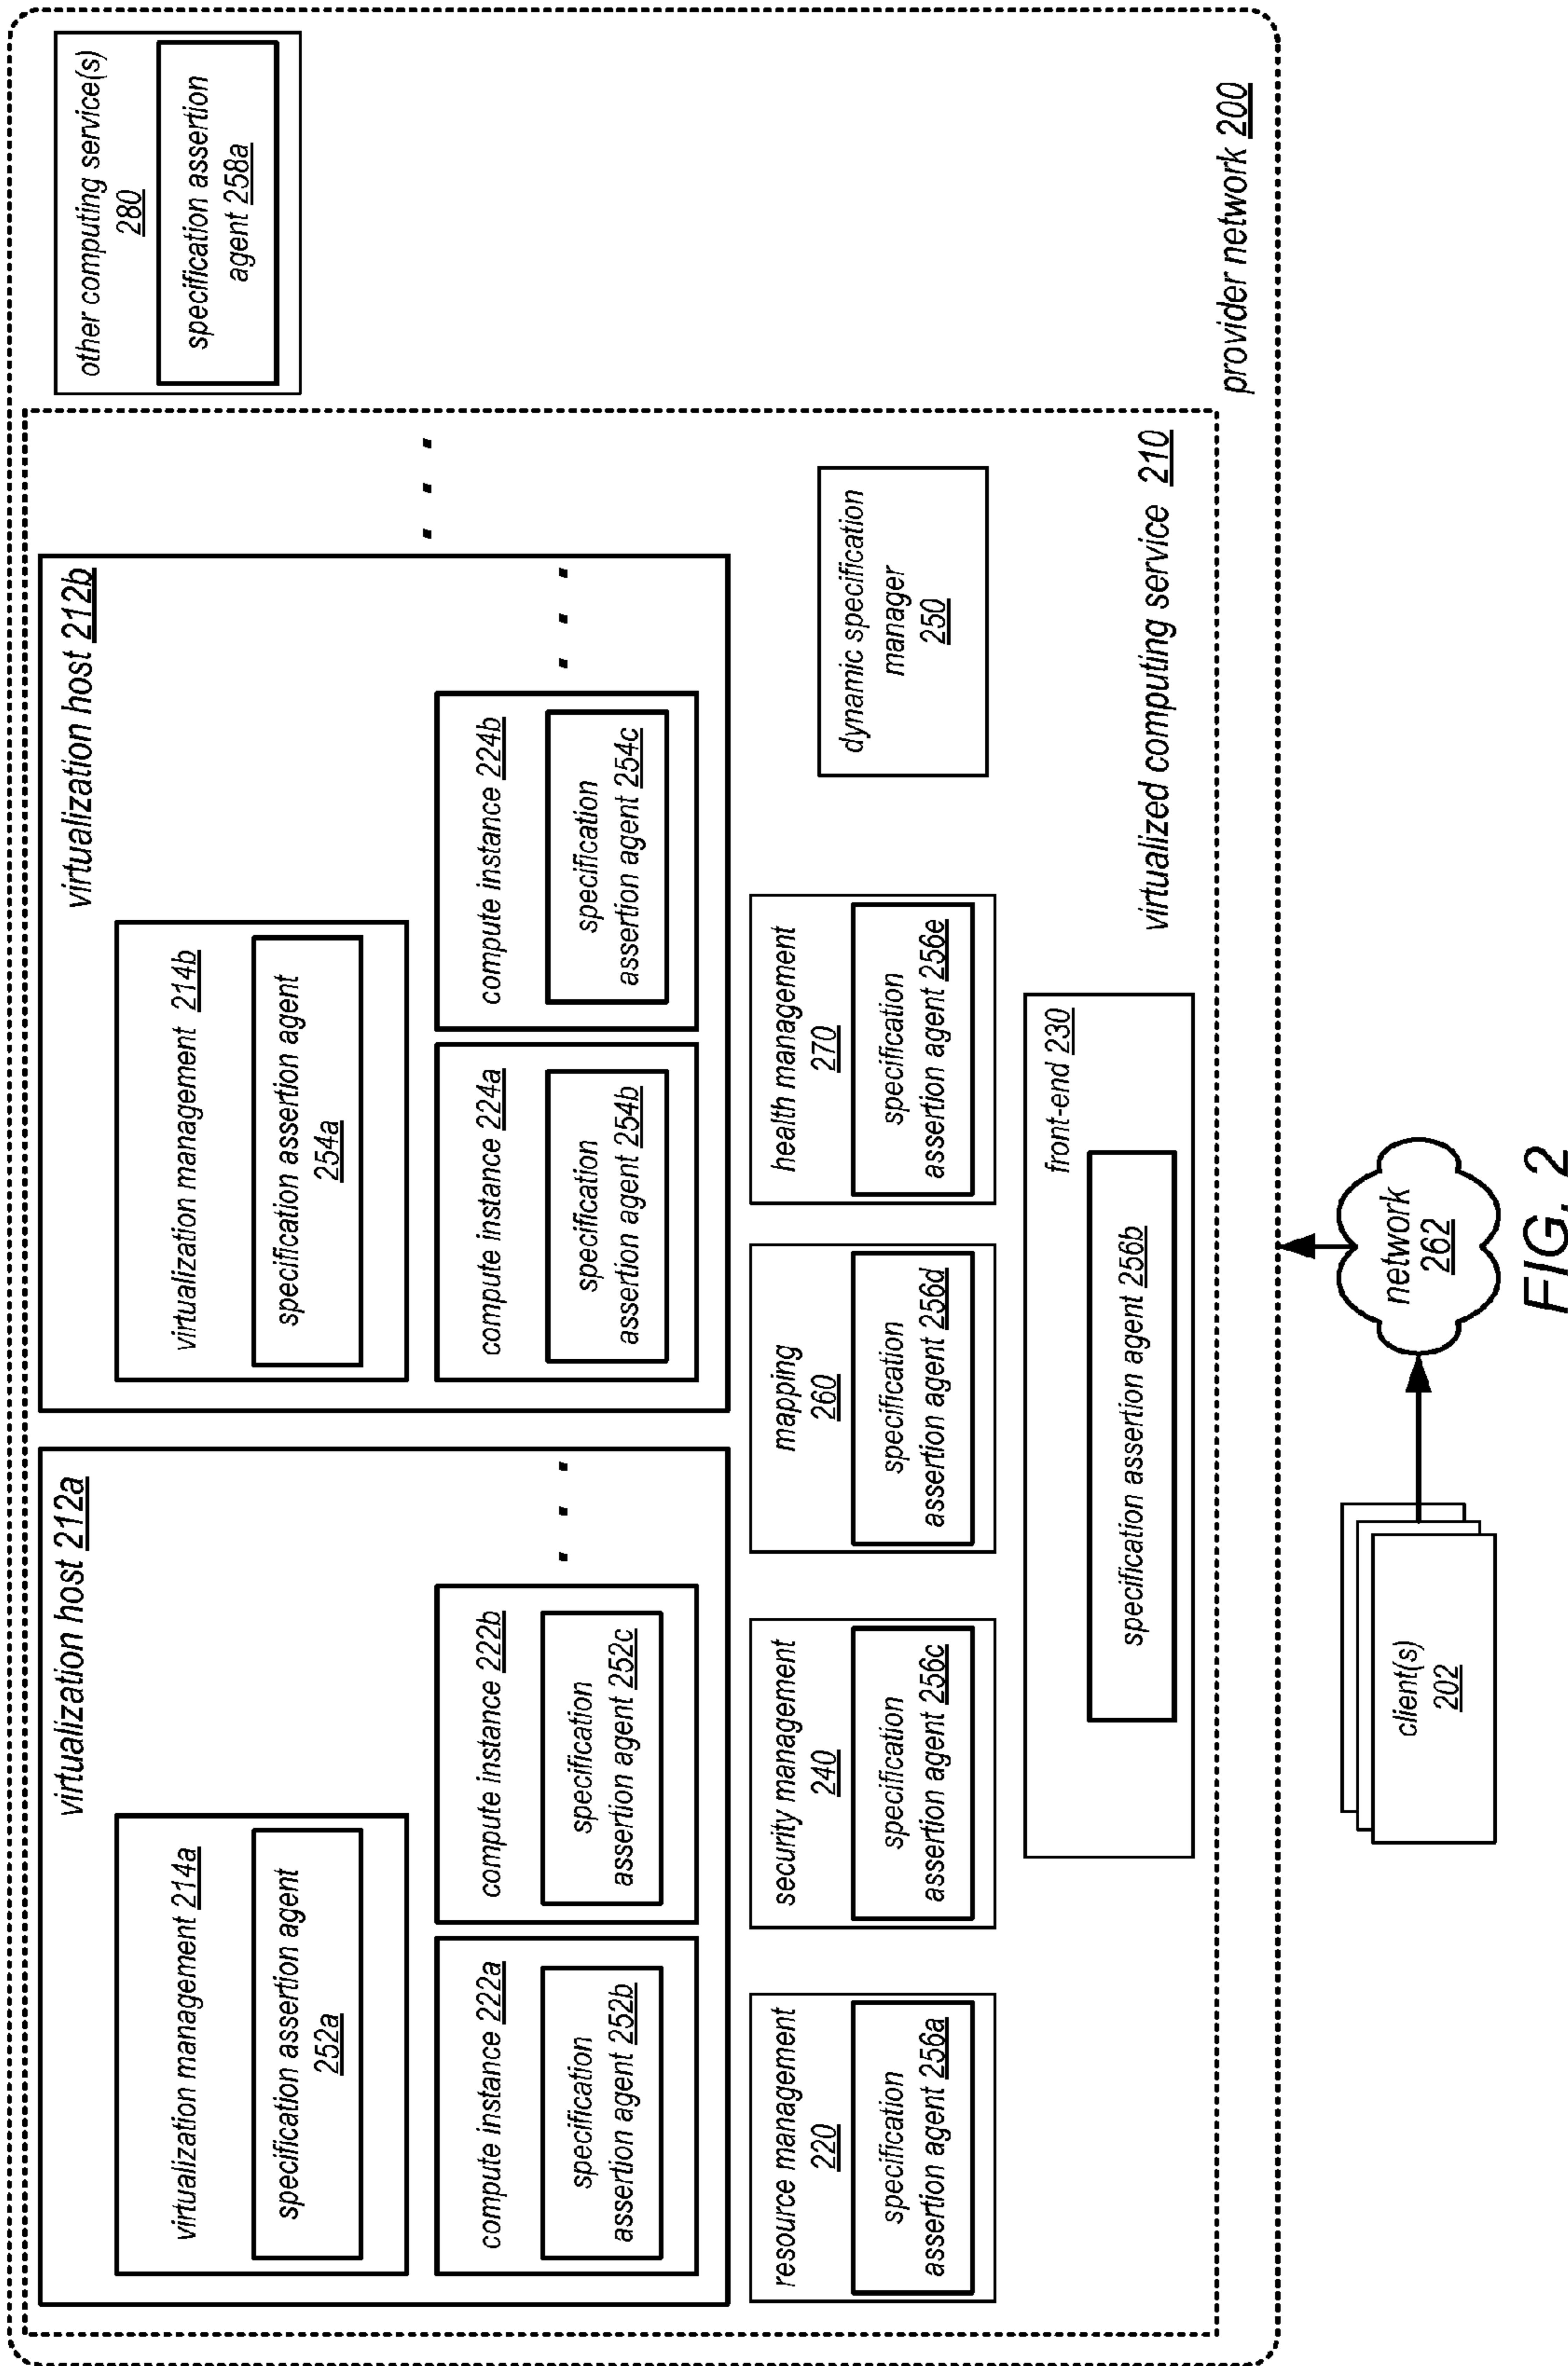 virtualization host 212a
virtualization management 214a
specification assertion agent
252a
compute instance 222a
specification
assertion agent 252b
compute instance 222b
specification
assertion agent 252c
. . .
virtualization host 212b
virtualization management 214b
specification assertion agent
254a
compute instance 224a
specification
assertion agent 254b
compute instance 224b
specification
assertion agent 254c
. . .
. . .
other computing service(s)
280
specification assertion
agent 258a
resource management
220
specification
assertion agent 256a
security management
240
specification
assertion agent 256c
mapping
260
specification
assertion agent 256d
health management
270
specification
assertion agent 256e
dynamic specification
manager
250
front-end 230
specification assertion agent 256b
virtualized computing service 210
provider network 200
client(s)
202
network
262
FIG. 2